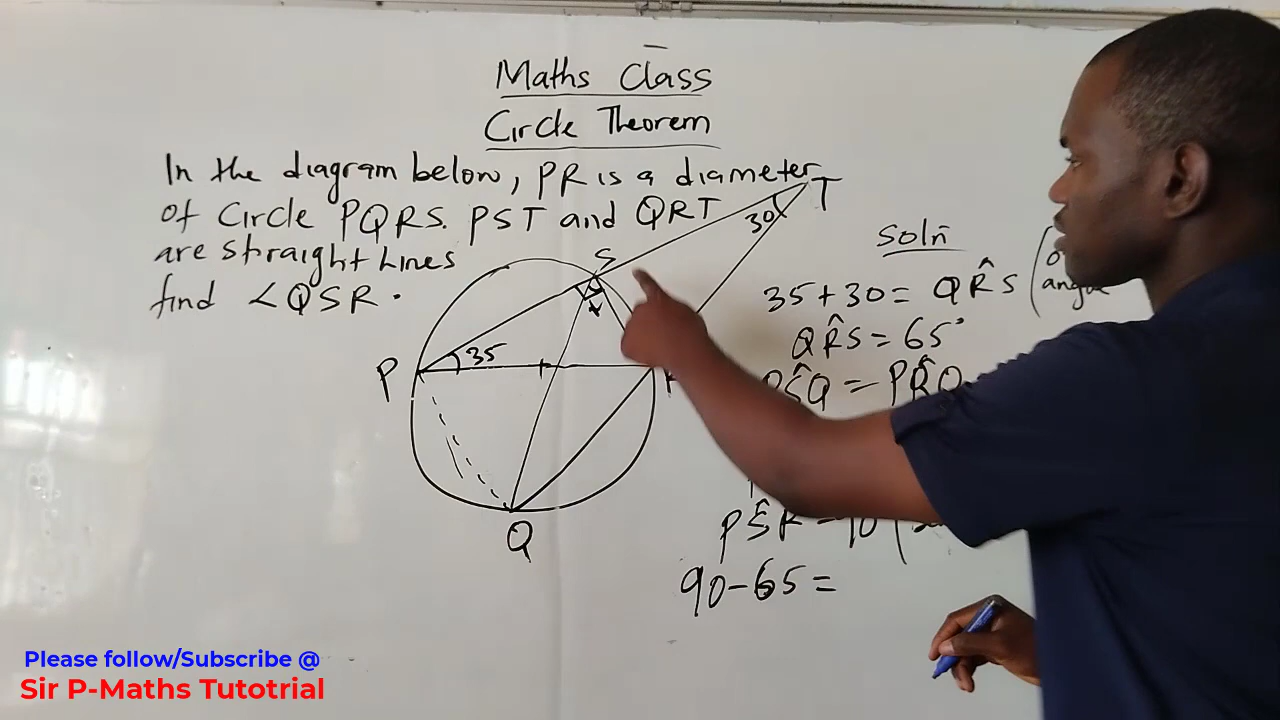 Maths Class
Circle Theorem
In the diagram below, PR is a diameter
of Circle PQRS. PST and QRT
are straight Lines
find <QSR.
T
30
S
x
P
35
Q
Soln
35+30 = QR̂S
QR̂S = 65°
PŜQ = PR̂Q
PŜR = 90
90-65=
Please follow/Subscribe @
Sir P-Maths Tutotrial